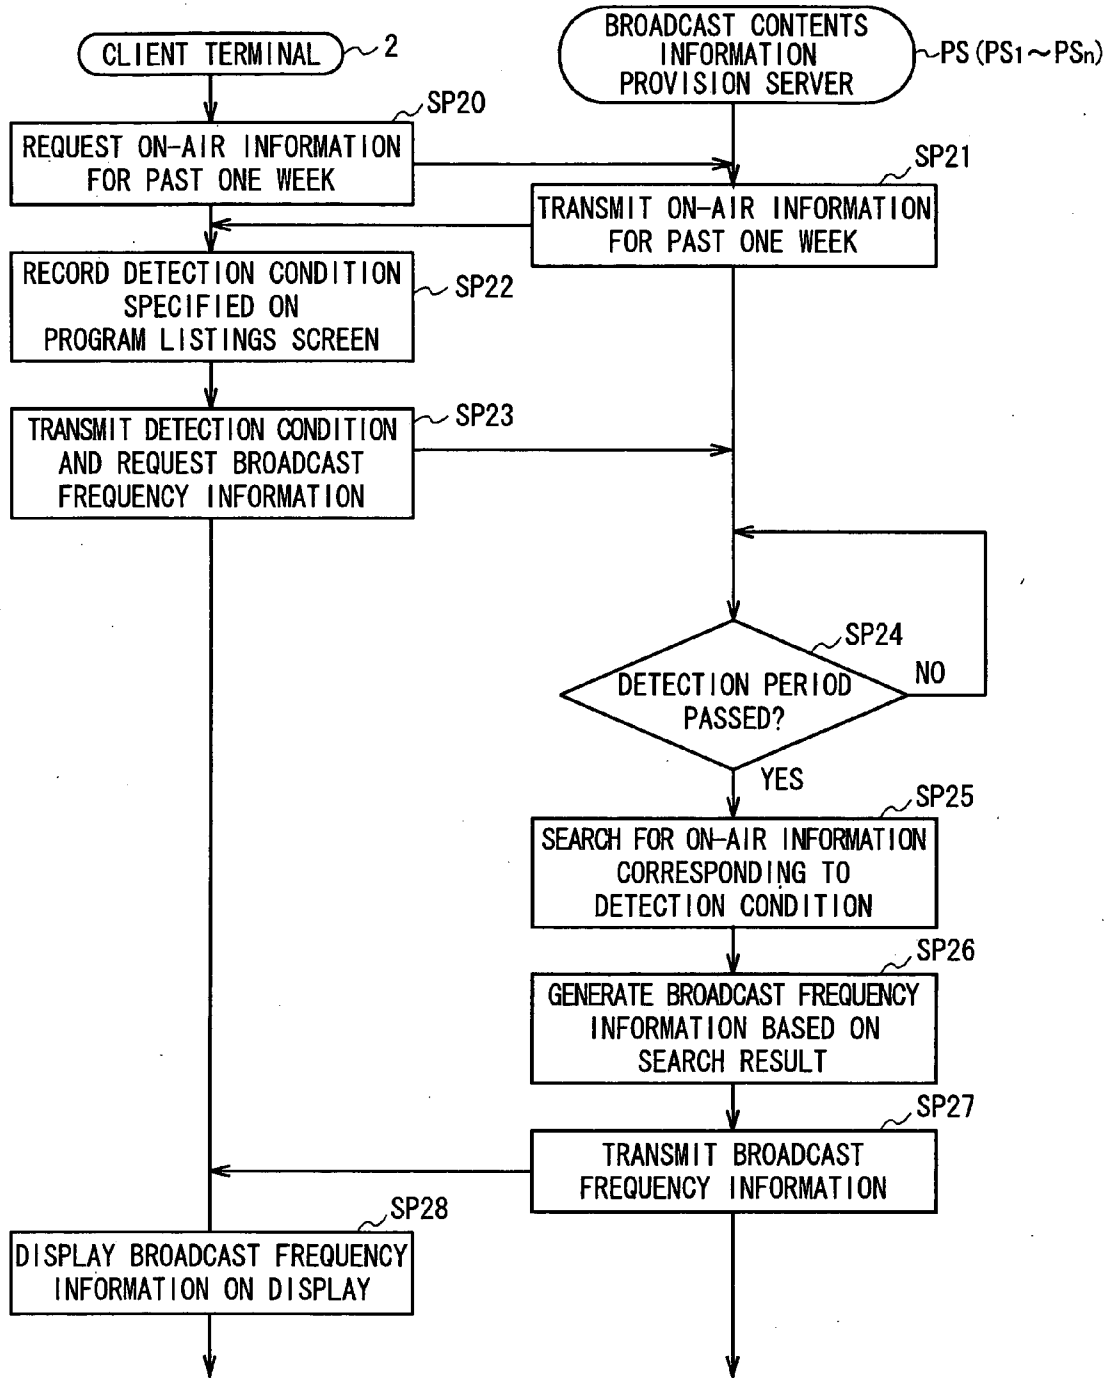 CLIENT TERMINAL
2
BROADCAST CONTENTS
INFORMATION
PROVISION SERVER
PS (PS1~PSn)
SP20
REQUEST ON-AIR INFORMATION
FOR PAST ONE WEEK
SP21
TRANSMIT ON-AIR INFORMATION
FOR PAST ONE WEEK
SP22
RECORD DETECTION CONDITION
SPECIFIED ON
PROGRAM LISTINGS SCREEN
SP23
TRANSMIT DETECTION CONDITION
AND REQUEST BROADCAST
FREQUENCY INFORMATION
SP24
DETECTION PERIOD
PASSED?
NO
YES
SP25
SEARCH FOR ON-AIR INFORMATION
CORRESPONDING TO
DETECTION CONDITION
SP26
GENERATE BROADCAST FREQUENCY
INFORMATION BASED ON
SEARCH RESULT
SP27
TRANSMIT BROADCAST
FREQUENCY INFORMATION
SP28
DISPLAY BROADCAST FREQUENCY
INFORMATION ON DISPLAY